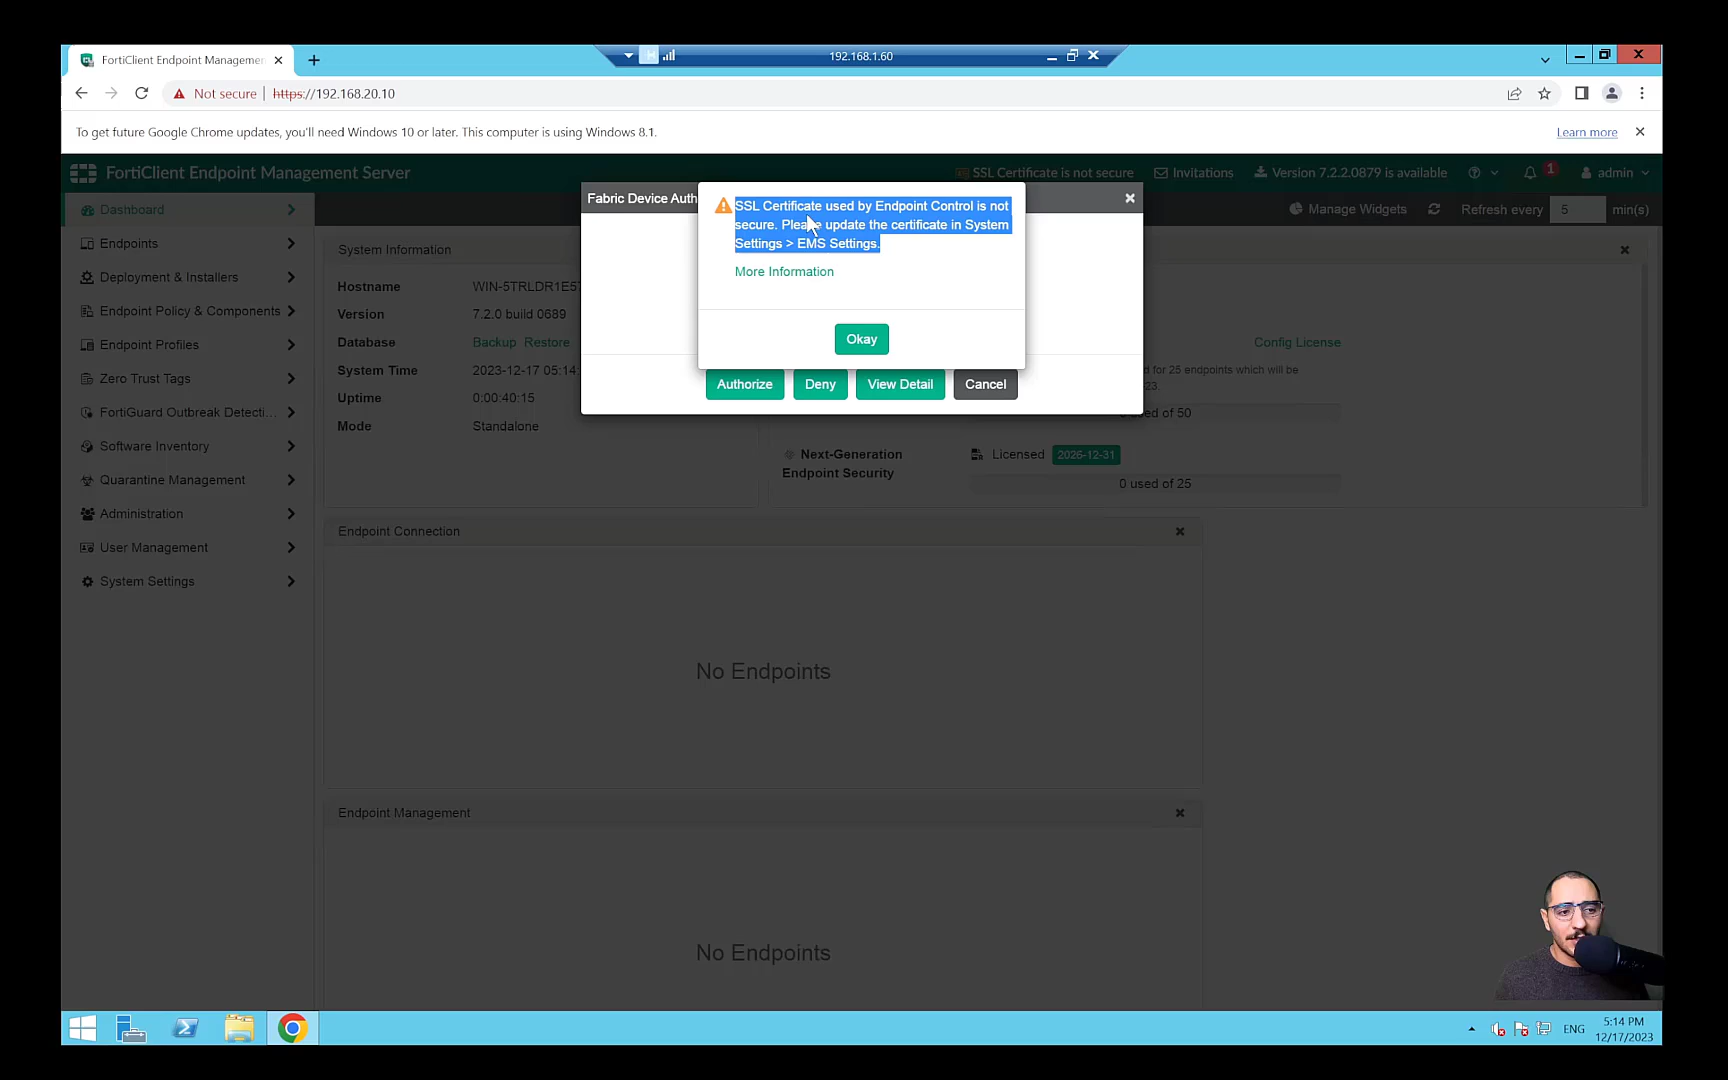 FortiClient Endpoint Managemen
192.168.1.60
Not secure | https://192.168.20.10
To get future Google Chrome updates, you'll need Windows 10 or later. This computer is using Windows 8.1.
Learn more
FortiClient Endpoint Management Server
SSL Certificate is not secure
Invitations
Version 7.2.2.0879 is available
1
admin
Dashboard
Manage Widgets
Refresh every 5 min(s)
Fabric Device Auth
SSL Certificate used by Endpoint Control is not
secure. Please update the certificate in System
Settings > EMS Settings.
More Information
Okay
Authorize
Deny
View Detail
Cancel
Endpoints
Deployment & Installers
Endpoint Policy & Components
Endpoint Profiles
Zero Trust Tags
FortiGuard Outbreak Detecti...
Software Inventory
Quarantine Management
Administration
User Management
System Settings
System Information
Hostname WIN-5TRLDR1E5
Version 7.2.0 build 0689
Database Backup Restore
System Time 2023-12-17 05:14:
Uptime 0:00:40:15
Mode Standalone
Config License
d for 25 endpoints which will be
23.
used of 50
Next-Generation
Endpoint Security
Licensed 2026-12-31
0 used of 25
Endpoint Connection
No Endpoints
Endpoint Management
No Endpoints
ENG
5:14 PM
12/17/2023